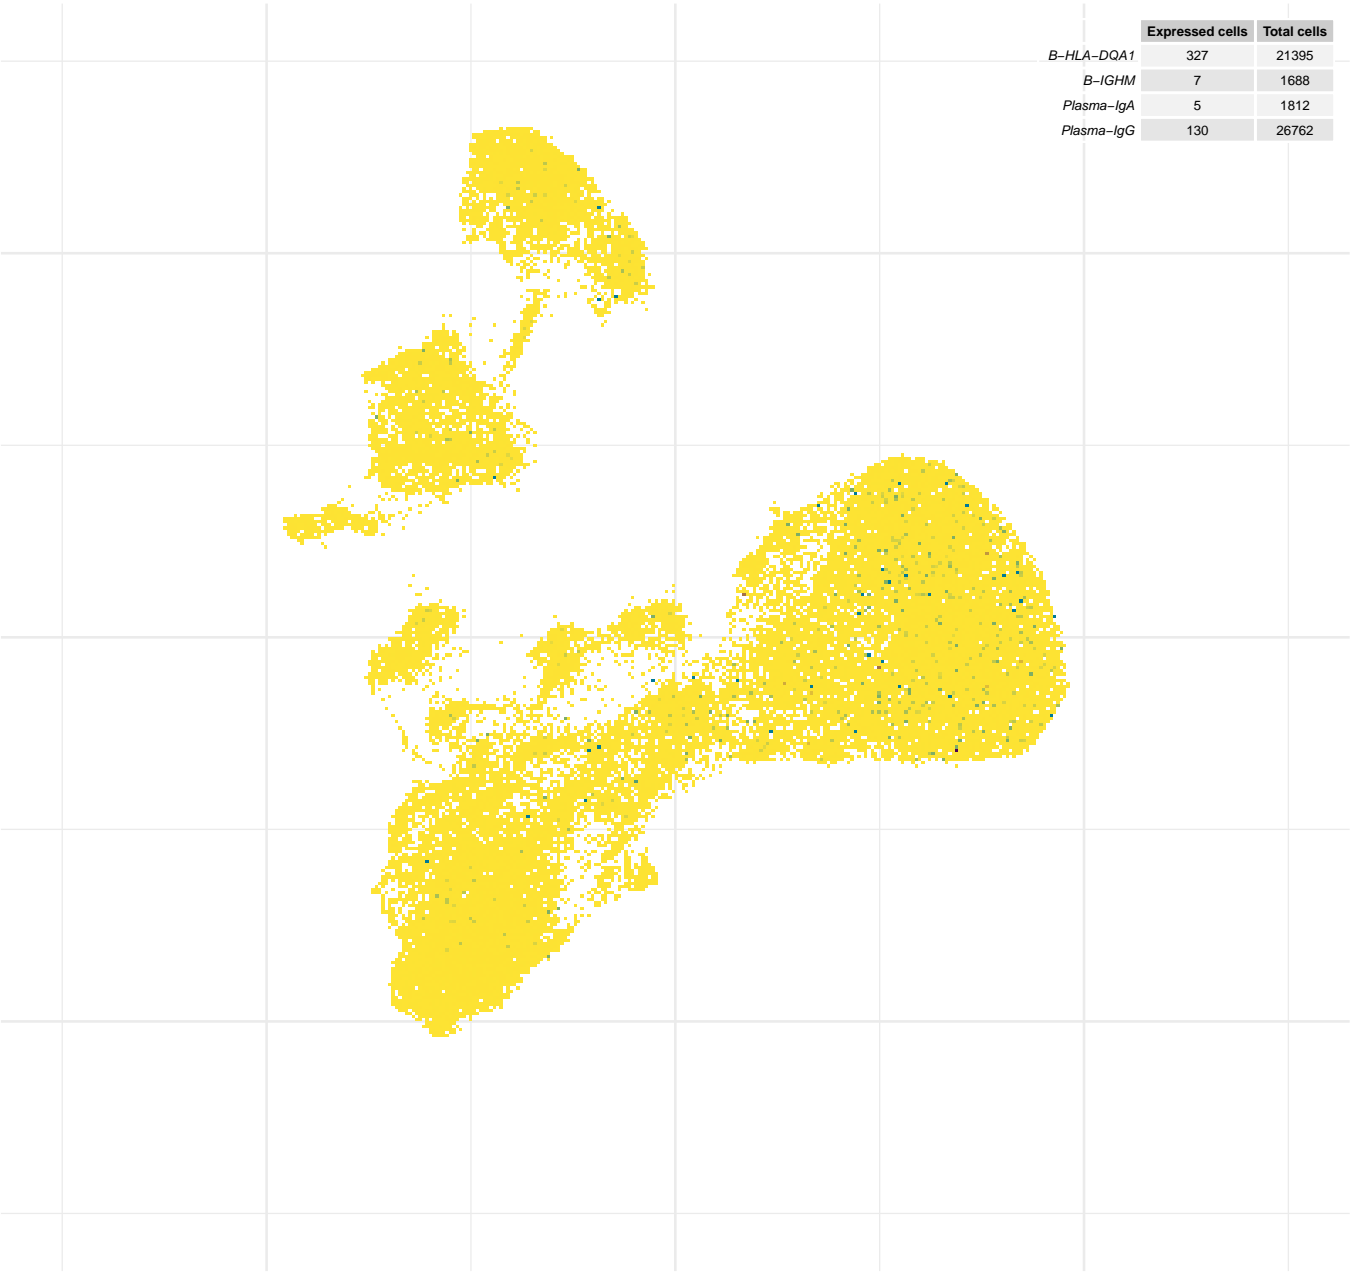 Expressed cells Total cells
B−HLA−DQA1 327 21395
B−IGHM 7 1688
Plasma−IgA 5 1812
Plasma−IgG 130 26762